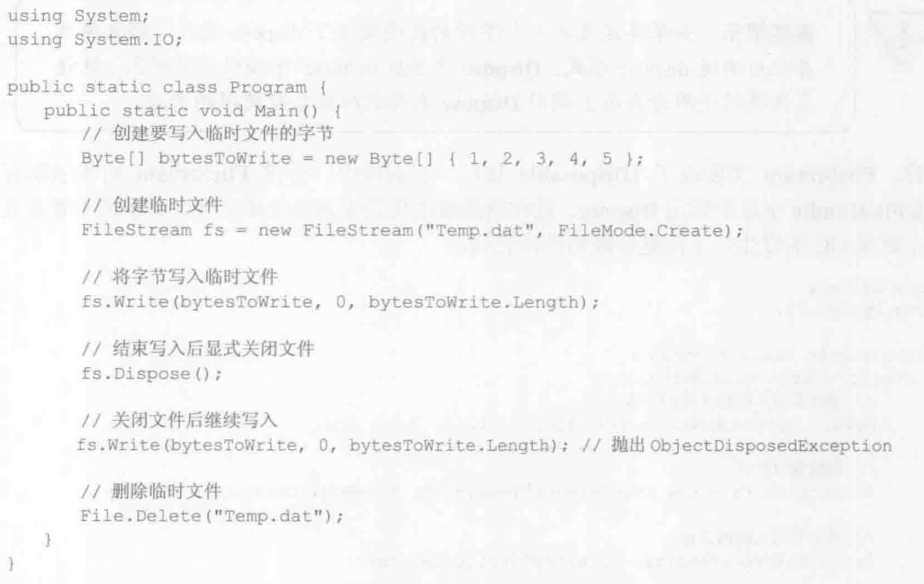 using System;
using System.IO;
public static class Program {
public static void Main() {
// 创建要写入临时文件的字节
Byte[] bytesToWrite = new Byte[] { 1, 2, 3, 4, 5 };
// 创建临时文件
FileStream fs = new FileStream("Temp.dat", FileMode.Create);
// 将字节写入临时文件
fs.Write(bytesToWrite, 0, bytesToWrite.Length);
// 结束写入后显式关闭文件
fs.Dispose();
// 关闭文件后继续写入
fs.Write(bytesToWrite, 0, bytesToWrite.Length); // 抛出 ObjectDisposedException
// 删除临时文件
File.Delete("Temp.dat");
}
}